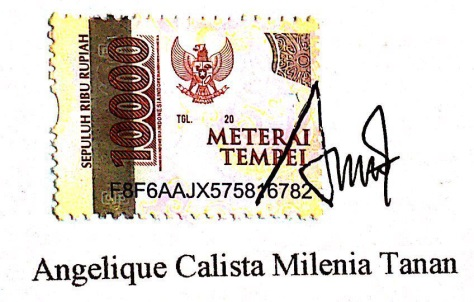 SEPULUH RIBU RUPIAH
10000
TGL. 20
METERAI
TEMPEL
F8F6AAJX575816782
Angelique Calista Milenia Tanan